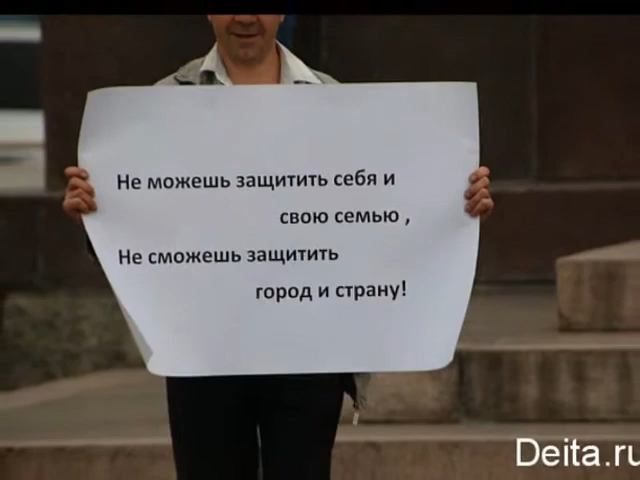 Не можешь защитить себя и
свою семью ,
Не сможешь защитить
город и страну!
Deita.ru